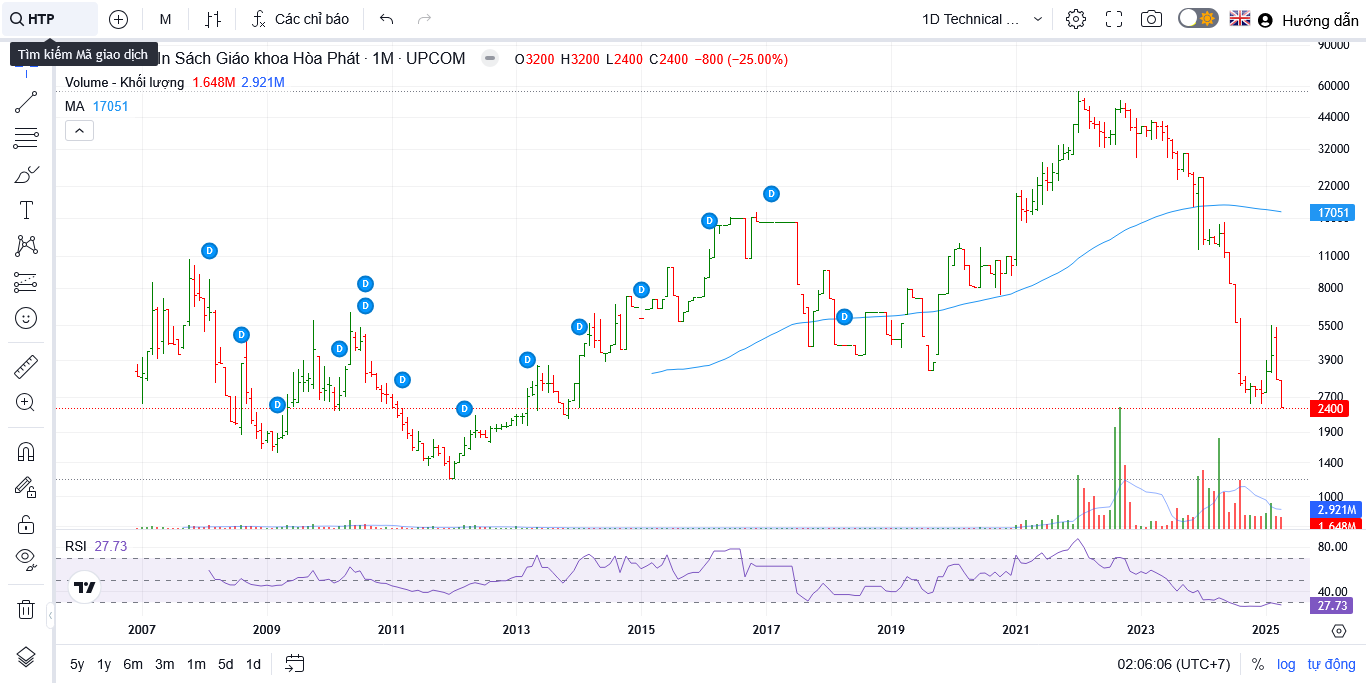 HTP
M
Các chỉ báo
1D Technical ...
Hướng dẫn
Tìm kiếm Mã giao dịch
In Sách Giáo khoa Hòa Phát · 1M · UPCOM
O3200 H3200 L2400 C2400 −800 (−25.00%)
Volume - Khối lượng 1.648M 2.921M
MA 17051
90000
60000
44000
32000
22000
17051
11000
8000
5500
3900
2700
2400
1900
1400
1000
2.921M
1.648M
D
D
D
D
D
D
D
D
D
D
D
D
D
D
RSI 27.73
80.00
40.00
27.73
2007
2009
2011
2013
2015
2017
2019
2021
2023
2025
5y 1y 6m 3m 1m 5d 1d
02:06:06 (UTC+7)
%
log
tự động